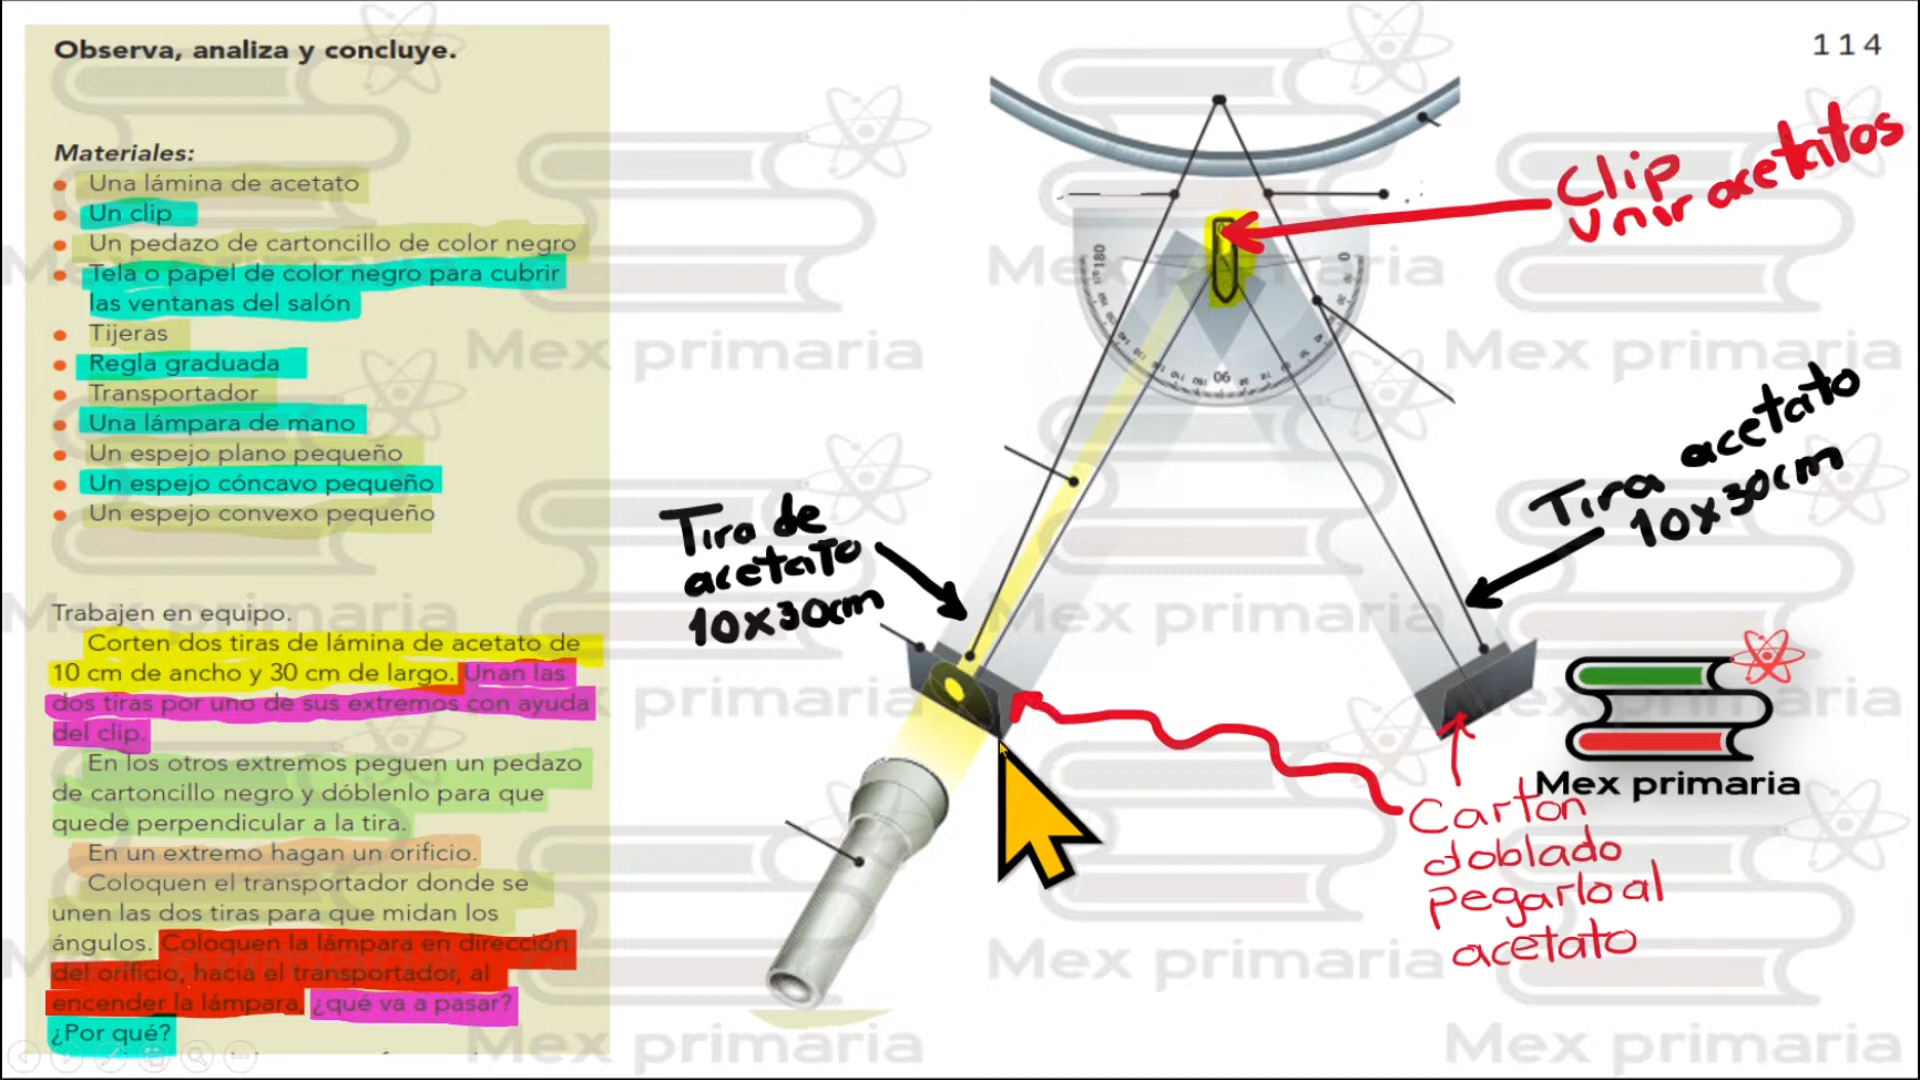 Observa, analiza y concluye.
114
Materiales:
Una lámina de acetato
Un clip
Un pedazo de cartoncillo de color negro
Tela o papel de color negro para cubrir
las ventanas del salón
Tijeras
Regla graduada
Transportador
Una lámpara de mano
Un espejo plano pequeño
Un espejo cóncavo pequeño
Un espejo convexo pequeño
Trabajen en equipo.
Corten dos tiras de lámina de acetato de
10 cm de ancho y 30 cm de largo. Unan las
dos tiras por uno de sus extremos con ayuda
del clip.
En los otros extremos peguen un pedazo
de cartoncillo negro y dóblenlo para que
quede perpendicular a la tira.
En un extremo hagan un orificio.
Coloquen el transportador donde se
unen las dos tiras para que midan los
ángulos. Coloquen la lámpara en dirección
del orificio, hacia el transportador, al
encender la lámpara, ¿qué va a pasar?
¿Por qué?
Clip
unir acetatos
180
0
90
Tira de
acetato
10x30cm
Tira acetato
10x30cm
Mex primaria
Carton
doblado
pegarlo al
acetato